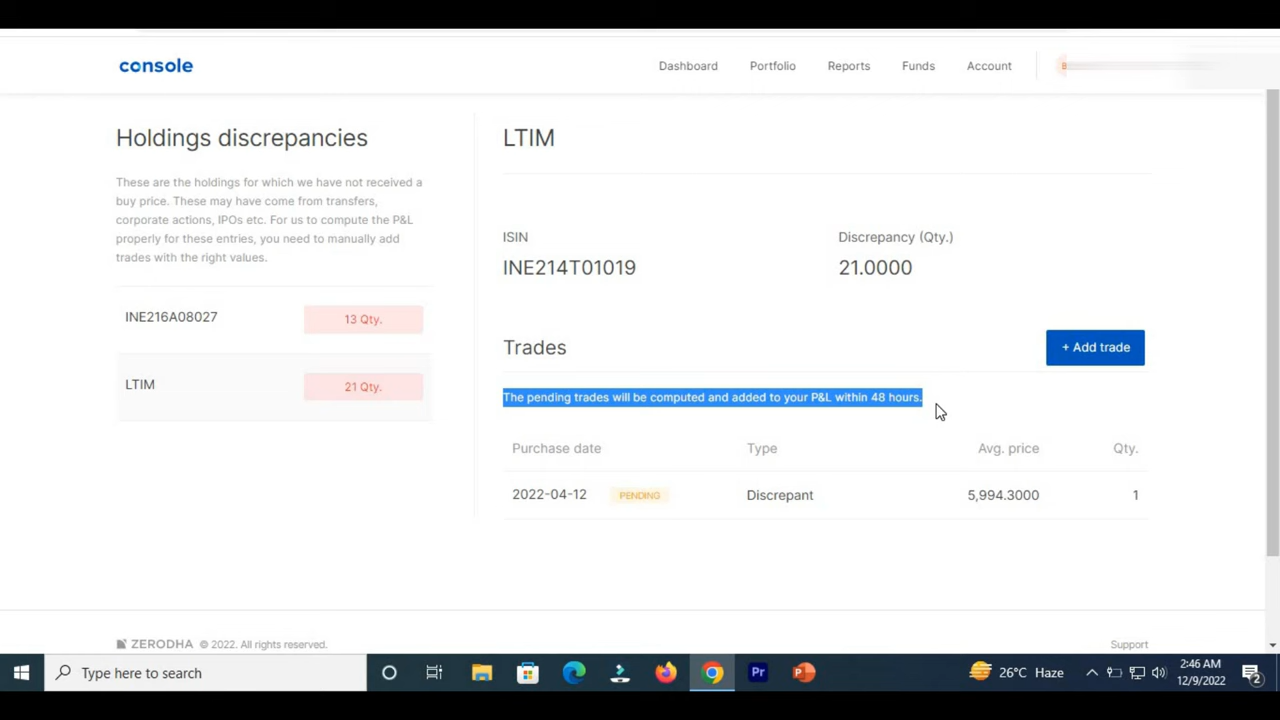 console
Dashboard Portfolio Reports Funds Account
Holdings discrepancies
These are the holdings for which we have not received a
buy price. These may have come from transfers,
corporate actions, IPOs etc. For us to compute the P&L
properly for these entries, you need to manually add
trades with the right values.
INE216A08027 13 Qty.
LTIM 21 Qty.
LTIM
ISIN Discrepancy (Qty.)
INE214T01019 21.0000
Trades + Add trade
The pending trades will be computed and added to your P&L within 48 hours.
Purchase date Type Avg. price Qty.
2022-04-12 PENDING Discrepant 5,994.3000 1
ZERODHA © 2022. All rights reserved. Support
Type here to search
Pr
P
26°C Haze
2:46 AM
12/9/2022
2